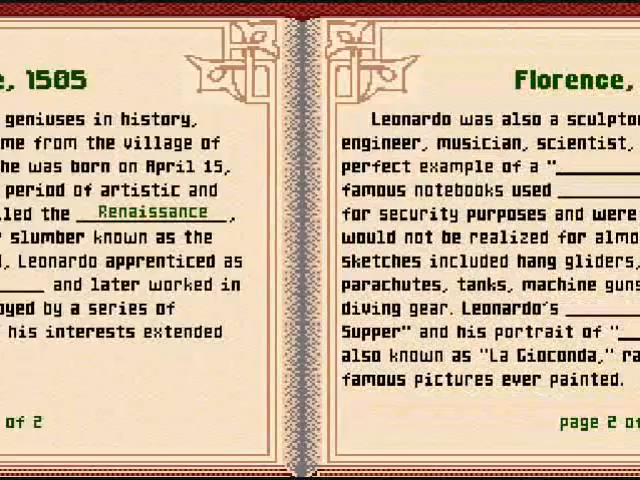 e, 1505
geniuses in history,
me from the village of
he was born on April 15,
period of artistic and
lled the Renaissance,
slumber known as the
, Leonardo apprenticed as
and later worked in
oyed by a series of
his interests extended
of 2
Florence,
Leonardo was also a sculpto
engineer, musician, scientist,
perfect example of a "
famous notebooks used
for security purposes and were
would not be realized for almo
sketches included hang gliders,
parachutes, tanks, machine guns
diving gear. Leonardo's
Supper" and his portrait of "
also known as "La Gioconda," ra
famous pictures ever painted.
page 2 of